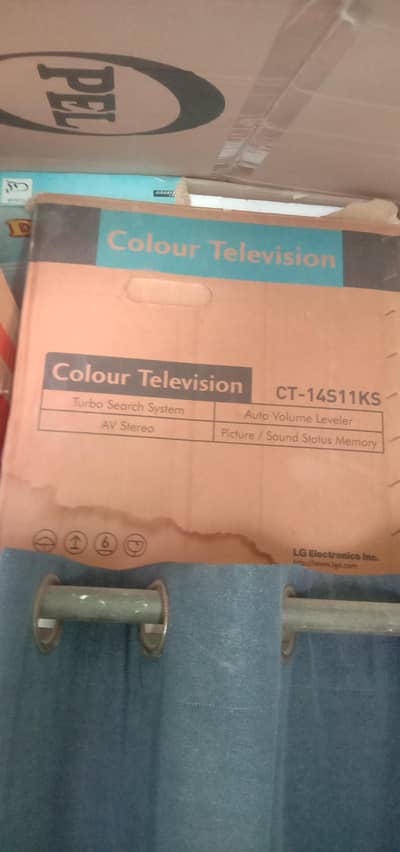 PEL
Colour Television
Colour Television
CT-14S11KS
Turbo Search System
Auto Volume Leveler
AV Stereo
Picture / Sound Status Memory
6
LG Electronics Inc.